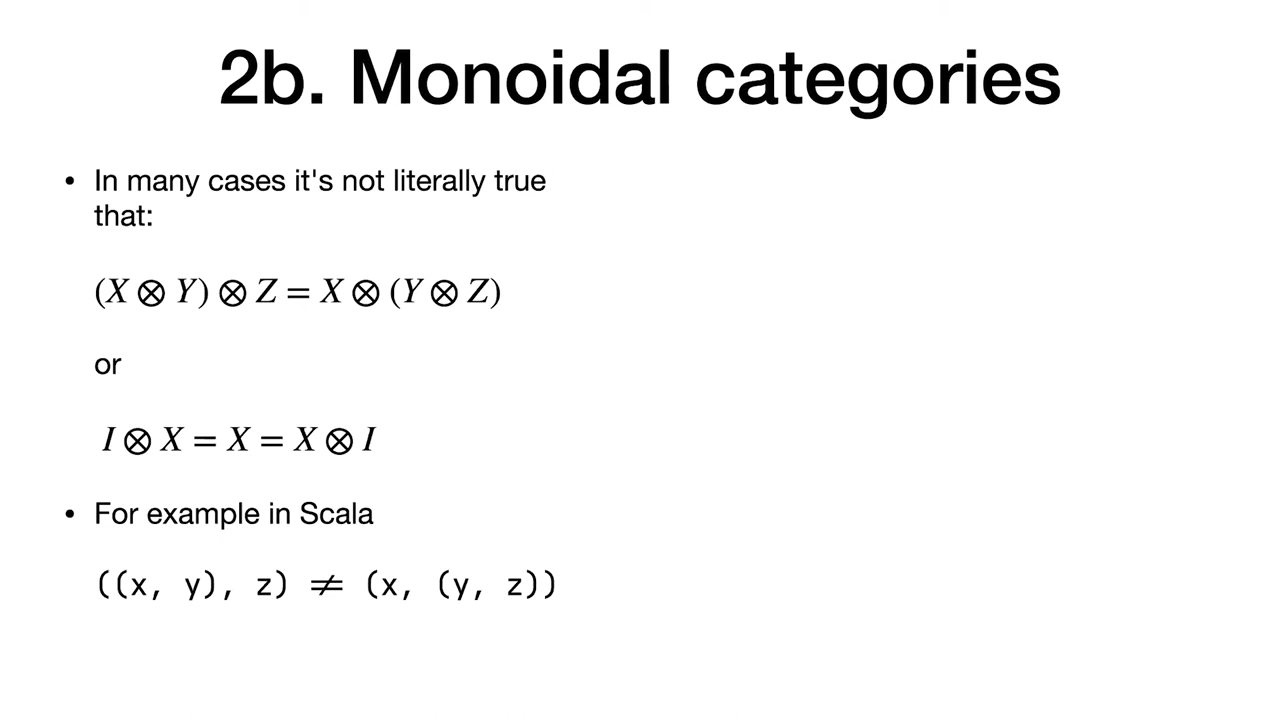 2b. Monoidal categories
• In many cases it's not literally true
that:
(X ⊗ Y) ⊗ Z = X ⊗ (Y ⊗ Z)
or
I ⊗ X = X = X ⊗ I
• For example in Scala
((x, y), z) ≠ (x, (y, z))